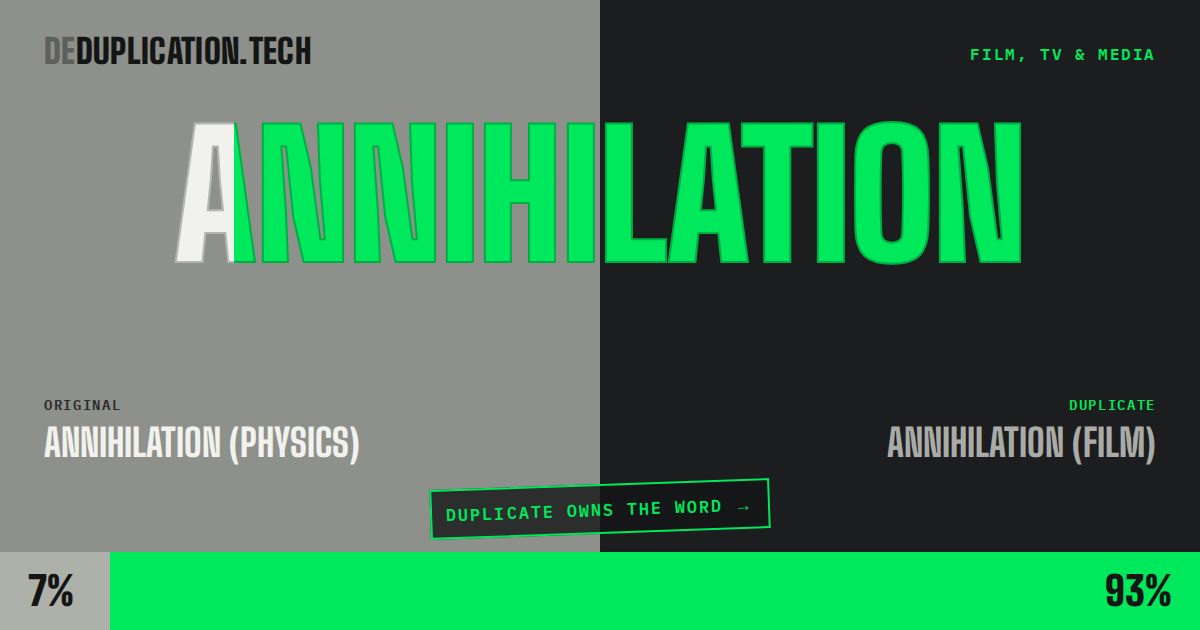 DEDUPLICATION.TECH
FILM, TV & MEDIA
ANNIHILATION
ORIGINAL
ANNIHILATION (PHYSICS)
DUPLICATE
ANNIHILATION (FILM)
DUPLICATE OWNS THE WORD →
7%
93%